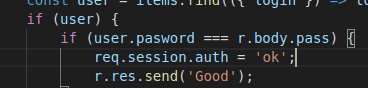 const user = items.find(({ login }) => lo
if (user) {
if (user.pasword === r.body.pass) {
req.session.auth = 'ok';
r.res.send('Good');